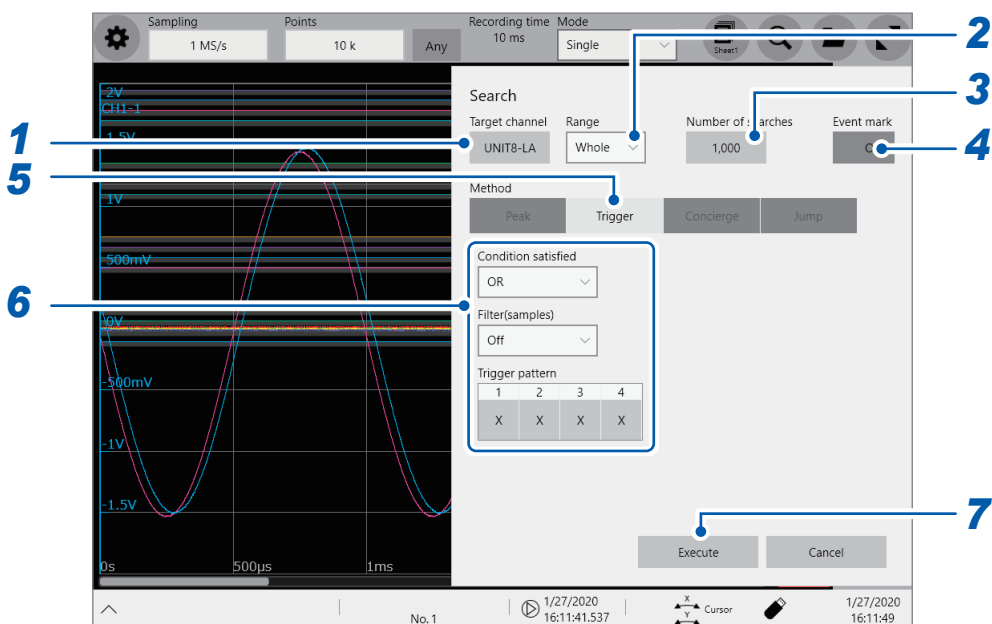 Sampling Points Recording time Mode
1 MS/s 10 k Any 10 ms Single Sheet1
2
Search
3
Target channel Range Number of searches Event mark
1
UNIT8-LA Whole 1,000
4
5
Method
Peak Trigger Concierge Jump
Condition satisfied
OR
6
Filter(samples)
Off
Trigger pattern
1 2 3 4
X X X X
7
Execute Cancel
2V
CH1-1
1.5V
1V
500mV
0V
-500mV
-1V
-1.5V
0s 500µs 1ms
No. 1 1/27/2020 16:11:41.537 X Y Cursor 1/27/2020 16:11:49